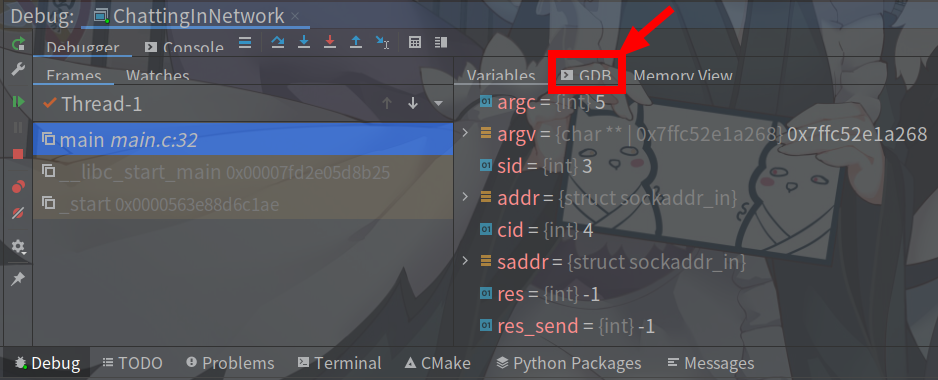 Debug: ChattingInNetwork ×
Debugger Console
Frames Watches
Variables GDB Memory View
Thread-1
main main.c:32
__libc_start_main 0x00007fd2e05d8b25
_start 0x0000563e88d6c1ae
argc = {int} 5
argv = {char ** | 0x7ffc52e1a268} 0x7ffc52e1a268
sid = {int} 3
addr = {struct sockaddr_in}
cid = {int} 4
saddr = {struct sockaddr_in}
res = {int} -1
res_send = {int} -1
Debug TODO Problems Terminal CMake Python Packages Messages